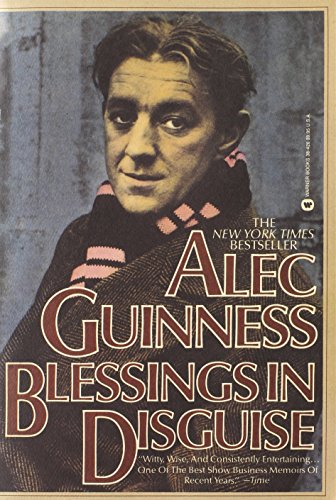 THE
NEW YORK TIMES
BESTSELLER
ALEC
GUINNESS
BLESSINGS IN
DISGUISE
"Witty, Wise, And Consistently Entertaining...
One Of The Best Show Business Memoirs Of
Recent Years." —Time